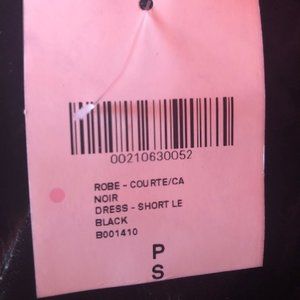 00210630052
ROBE - COURTE/CA
NOIR
DRESS - SHORT LE
BLACK
B001410
P
S